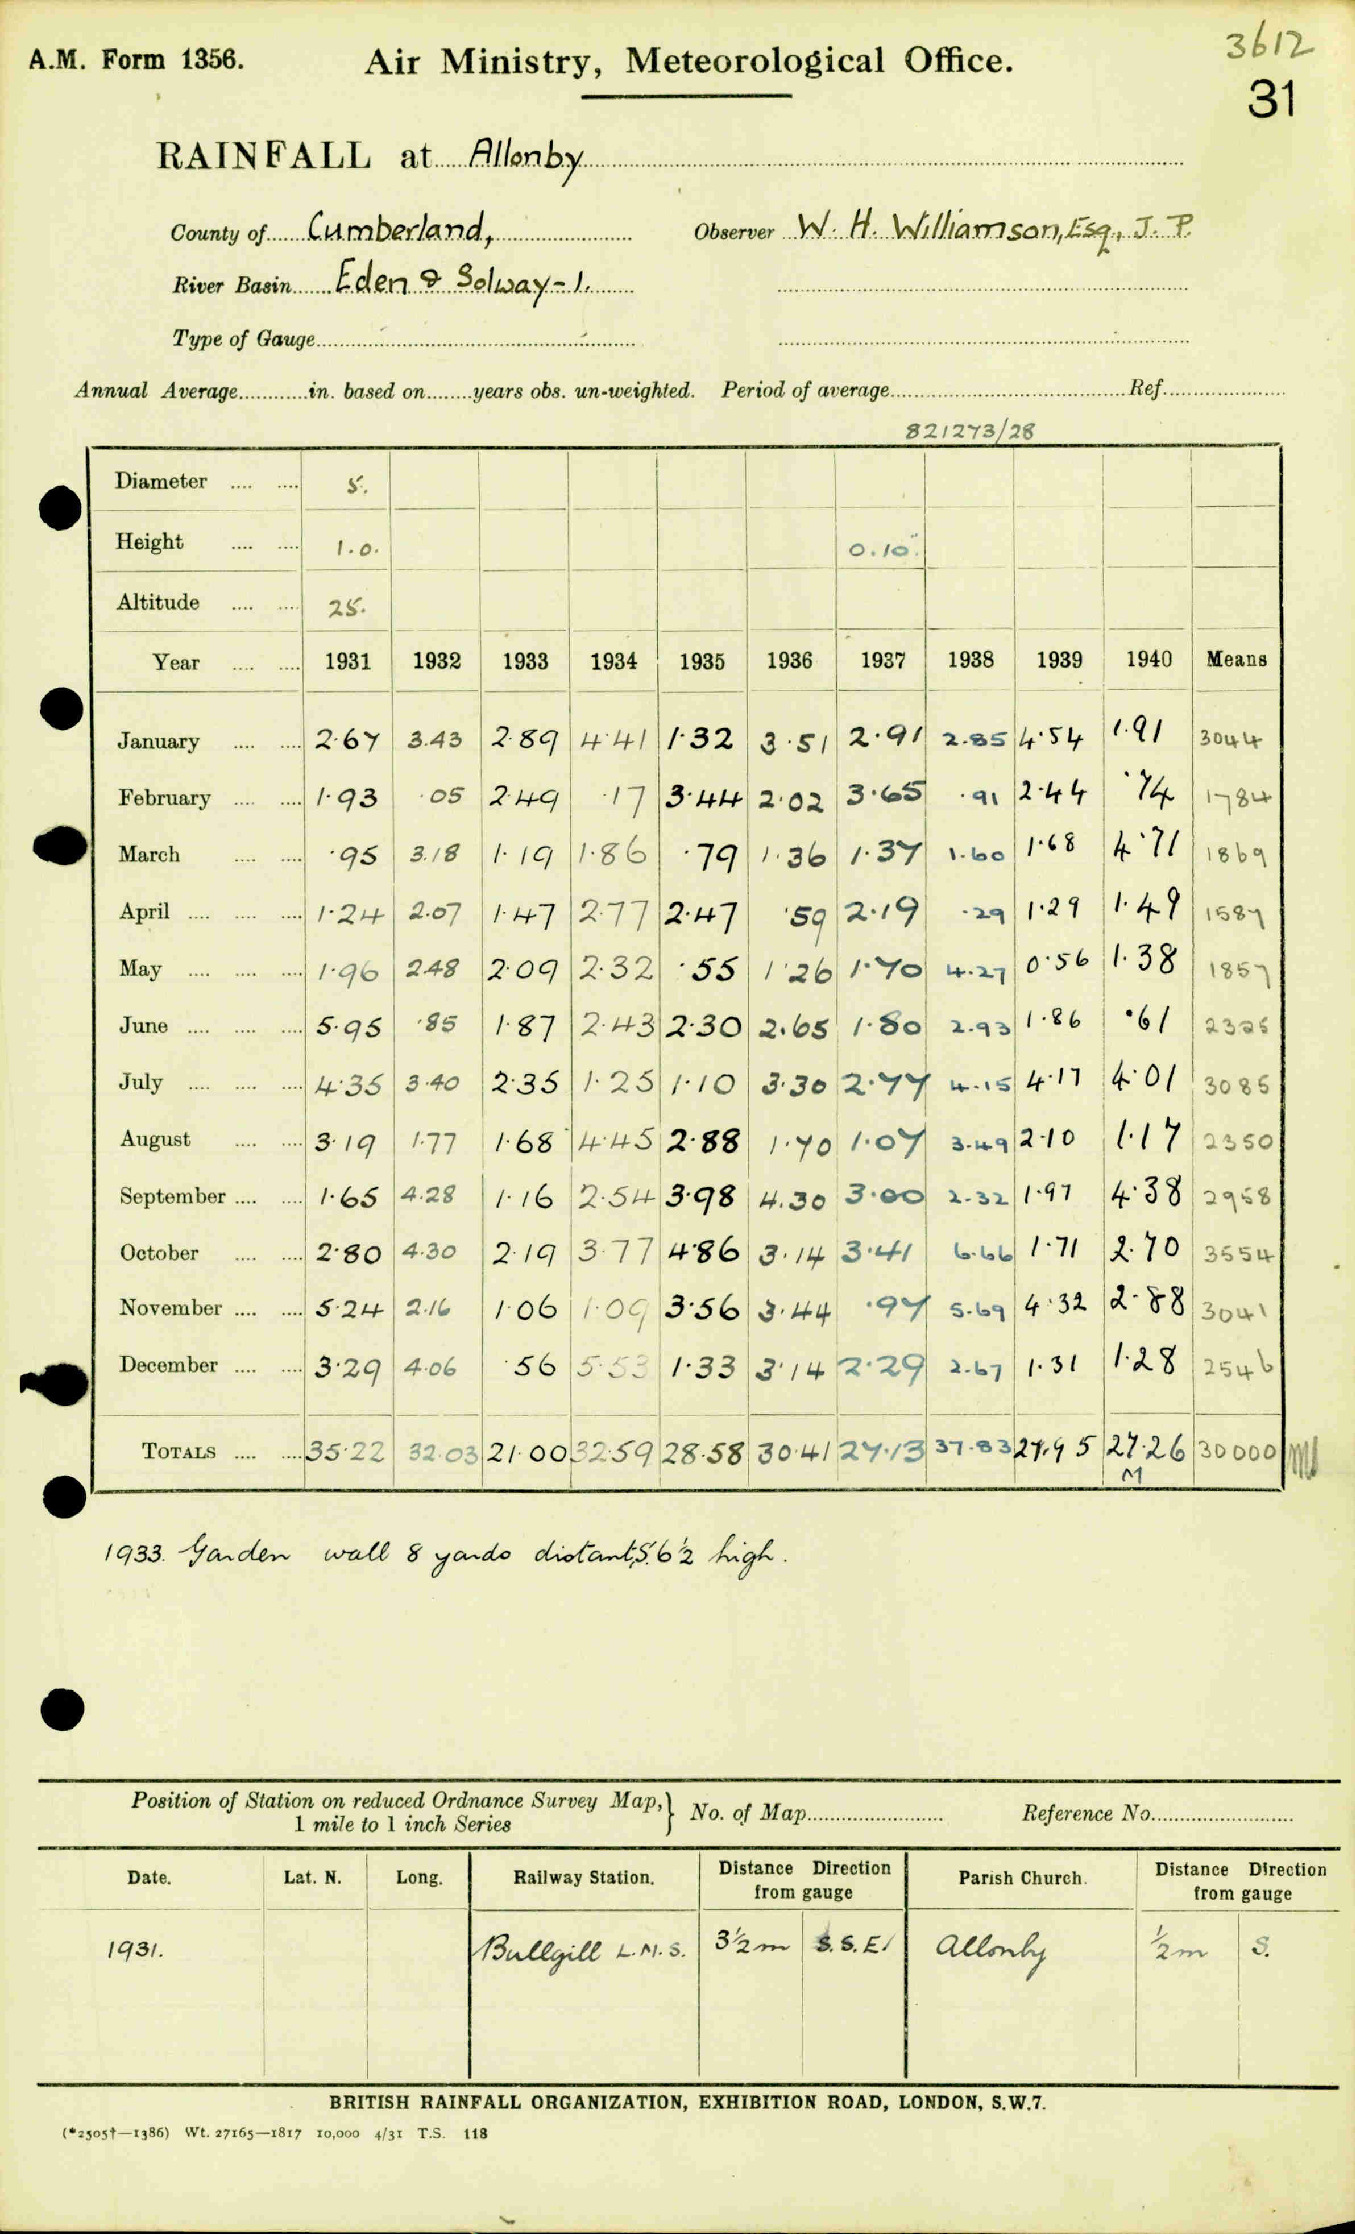 A.M. Form 1356. Air Ministry, Meteorological Office. 3612
31
RAINFALL at Allonby
County of Cumberland, Observer W. H. Williamson, Esq., J. P.
River Basin Eden & Solway-1.
Type of Gauge
Annual Average in. based on years obs. un-weighted. Period of average Ref.
821273/28
Diameter 5.
Height 1.0. 0.10".
Altitude 25.
Year 1931 1932 1933 1934 1935 1936 1937 1938 1939 1940 Means
January 2.67 3.43 2.89 4.41 1.32 3.51 2.91 2.85 4.54 1.91 3044
February 1.93 .05 2.49 .17 3.44 2.02 3.65 .91 2.44 .74 1784
March .95 3.18 1.19 1.86 .79 1.36 1.37 1.60 1.68 4.71 1869
April 1.24 2.07 1.47 2.77 2.47 .59 2.19 .29 1.29 1.49 1587
May 1.96 2.48 2.09 2.32 .55 1.26 1.70 4.27 0.56 1.38 1857
June 5.95 .85 1.87 2.43 2.30 2.65 1.80 2.93 1.86 .61 2325
July 4.35 3.40 2.35 1.25 1.10 3.30 2.77 4.15 4.17 4.01 3085
August 3.19 1.77 1.68 4.45 2.88 1.70 1.07 3.49 2.10 1.17 2350
September 1.65 4.28 1.16 2.54 3.98 4.30 3.00 2.32 1.97 4.38 2958
October 2.80 4.30 2.19 3.77 4.86 3.14 3.41 6.66 1.71 2.70 3554
November 5.24 2.16 1.06 1.09 3.56 3.44 .97 5.69 4.32 2.88 3041
December 3.29 4.06 .56 5.53 1.33 3.14 2.29 2.67 1.31 1.28 2546
TOTALS 35.22 32.03 21.00 32.59 28.58 30.41 27.13 37.83 27.95 27.26 30000
M
1933. Garden wall 8 yards distant, 5'.6½ high.
Position of Station on reduced Ordnance Survey Map, No. of Map Reference No.
1 mile to 1 inch Series
Date. Lat. N. Long. Railway Station. Distance Direction from gauge Parish Church. Distance Direction from gauge
1931. Bullgill L.M.S. 3½m S.S.E. Allonby ½m S.
BRITISH RAINFALL ORGANIZATION, EXHIBITION ROAD, LONDON, S.W.7.
(*2505†—1386) Wt. 27165—1817 10,000 4/31 T.S. 118